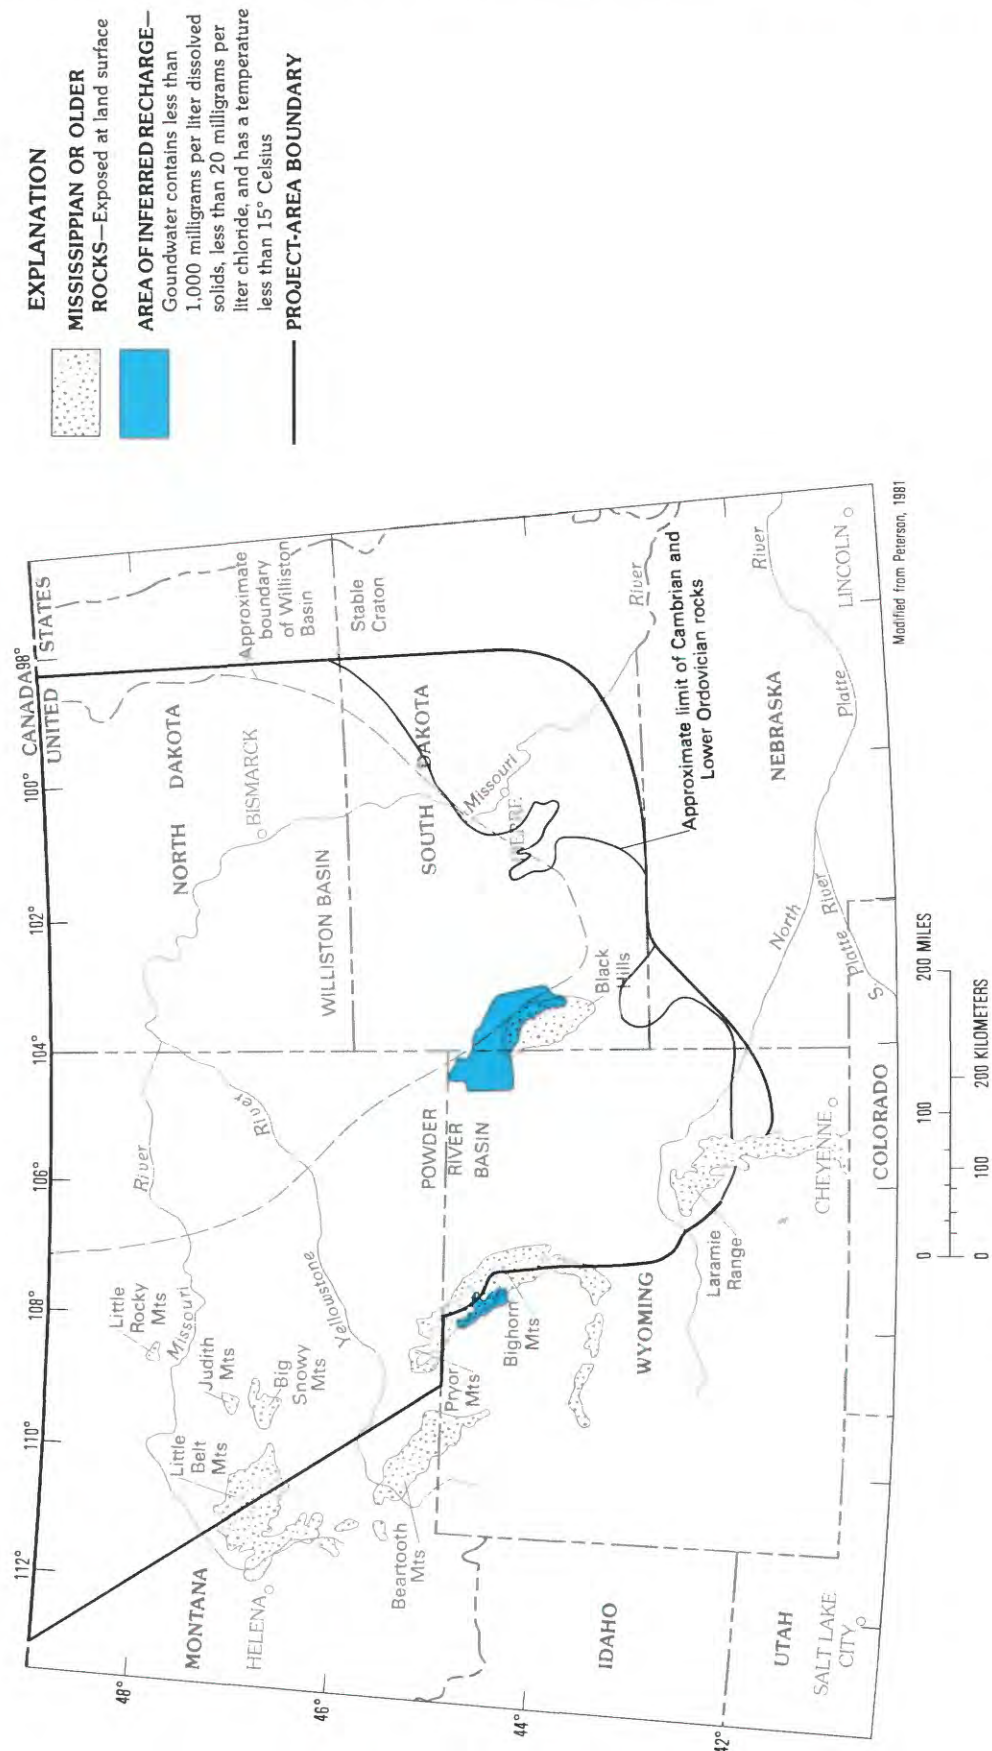 EXPLANATION
MISSISSIPPIAN OR OLDER
ROCKS—Exposed at land surface
AREA OF INFERRED RECHARGE—
Goundwater contains less than
1,000 milligrams per liter dissolved
solids, less than 20 milligrams per
liter chloride, and has a temperature
less than 15° Celsius
PROJECT-AREA BOUNDARY
112°
110°
108°
106°
104°
102°
100°
98°
CANADA
UNITED STATES
48°
46°
44°
42°
MONTANA
HELENA
Little
Belt
Mts
Judith
Mts
Big
Snowy
Mts
Little
Rocky
Mts
Missouri
River
Yellowstone
River
Beartooth
Mts
Pryor
Mts
Bighorn
Mts
POWDER
RIVER
BASIN
WILLISTON BASIN
NORTH DAKOTA
BISMARCK
Approximate
boundary
of Williston
Basin
Stable
Craton
SOUTH DAKOTA
Missouri
River
PIERRE
Black
Hills
Approximate limit of Cambrian and
Lower Ordovician rocks
NEBRASKA
North
Platte
River
S. Platte
River
LINCOLN
WYOMING
Laramie
Range
CHEYENNE
COLORADO
IDAHO
UTAH
SALT LAKE
CITY
0 100 200 MILES
0 100 200 KILOMETERS
Modified from Peterson, 1981